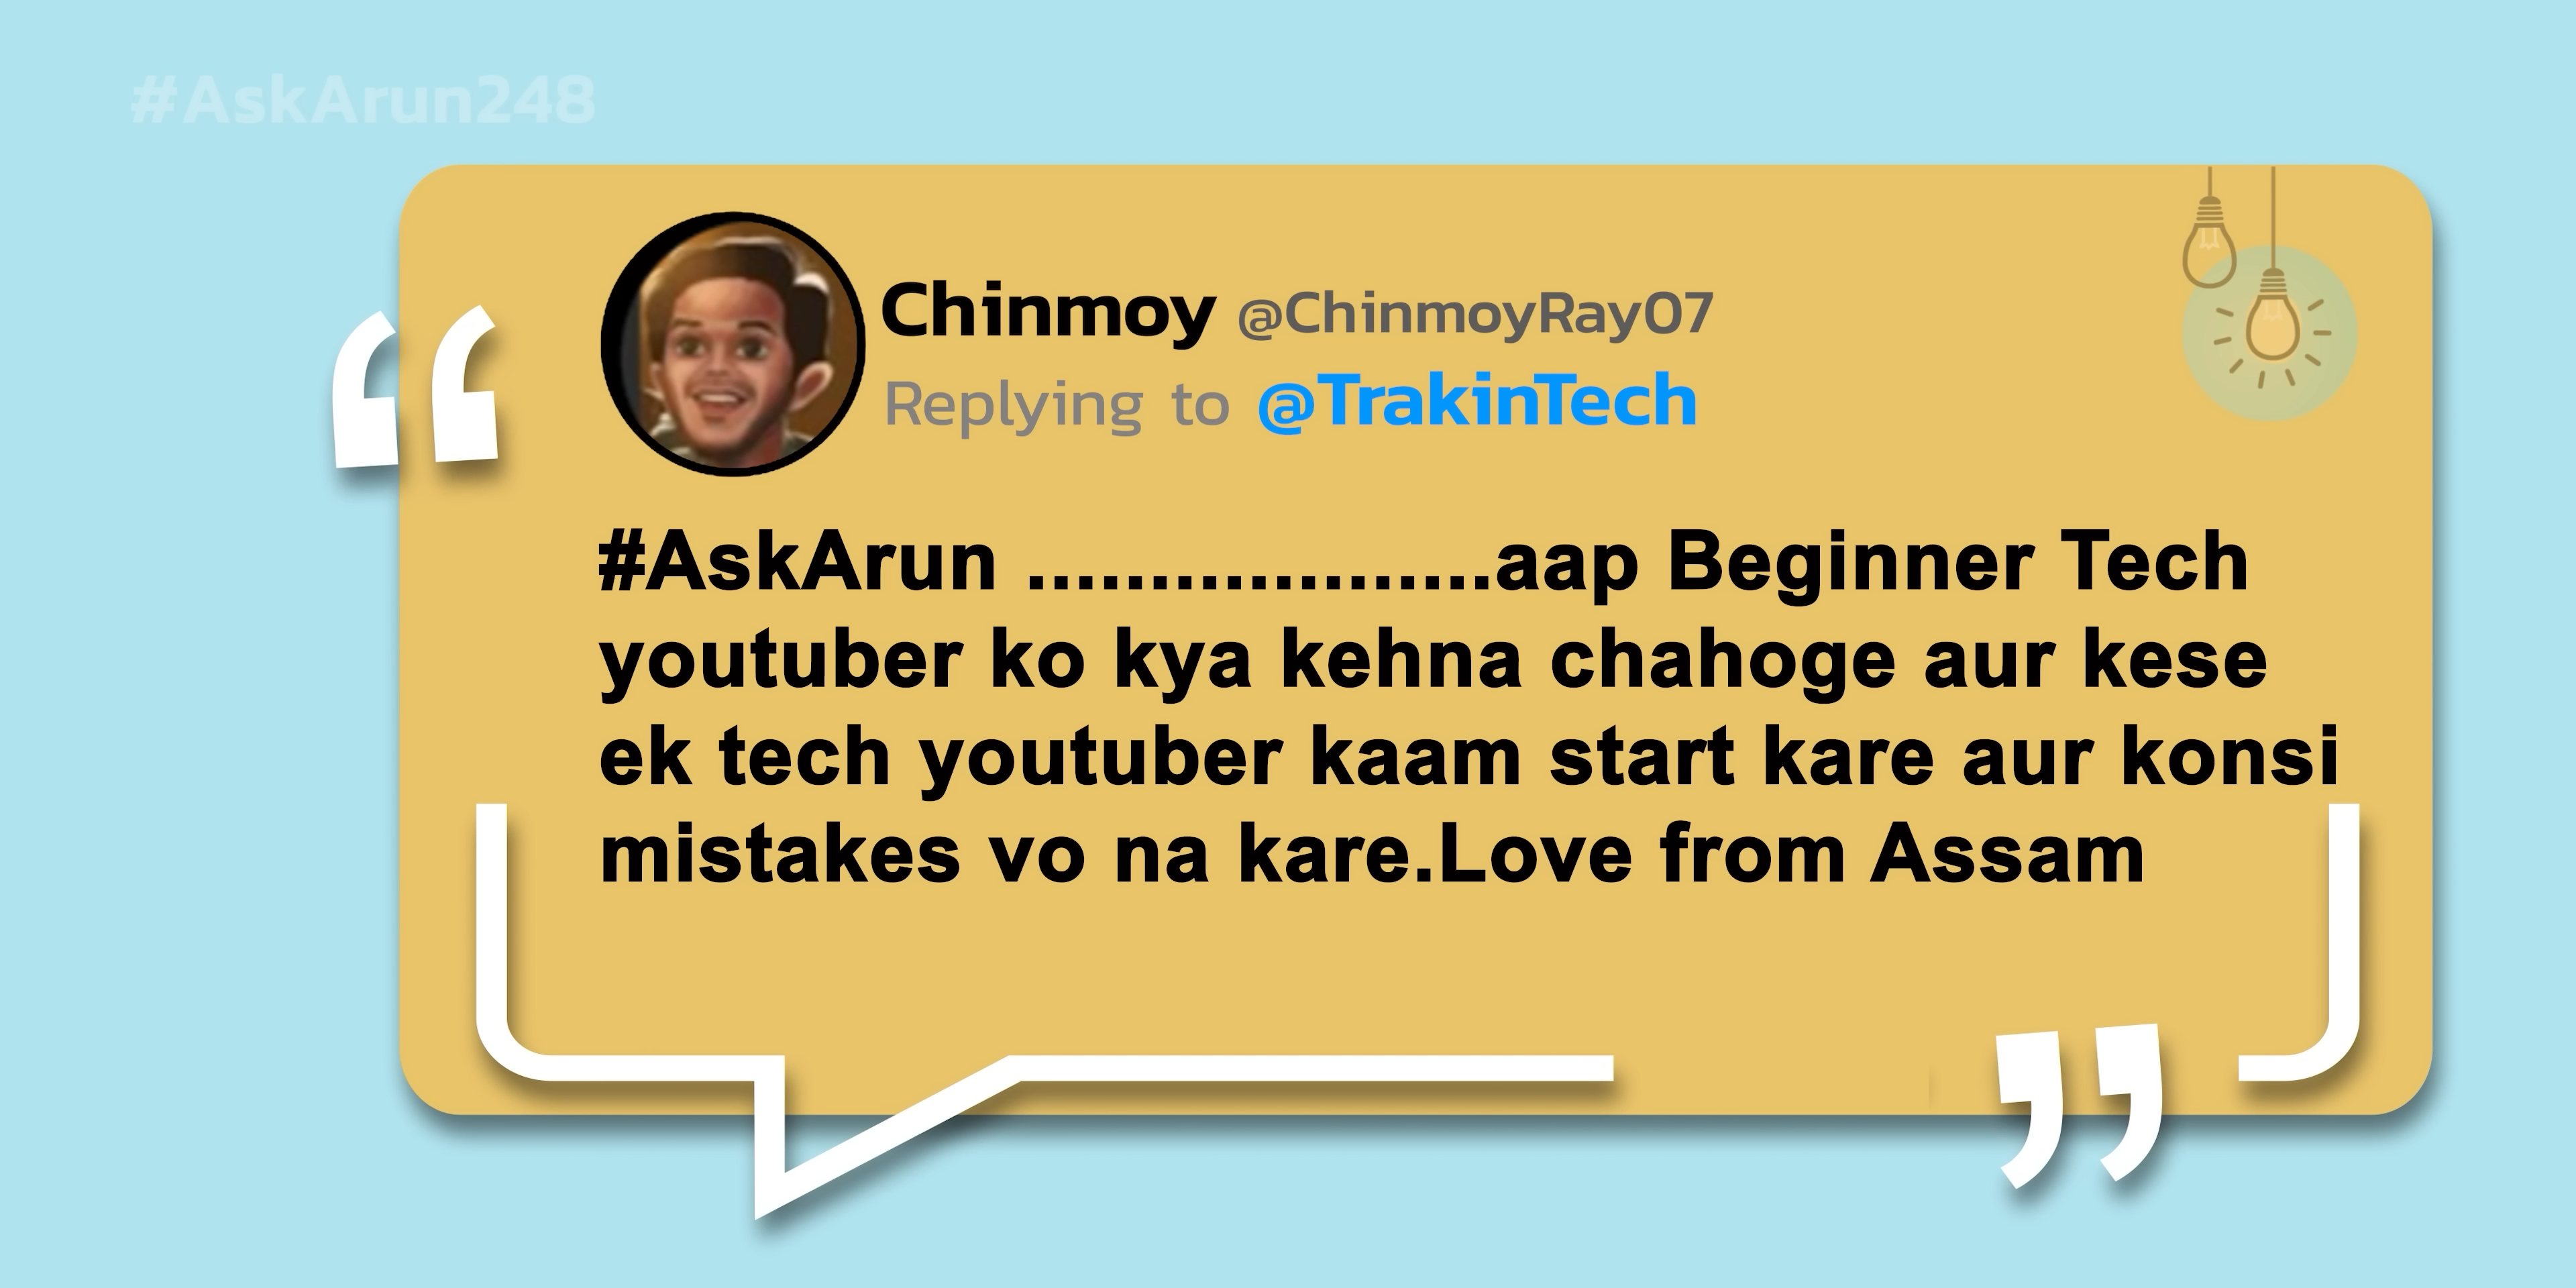 #AskArun248
Chinmoy @ChinmoyRay07
Replying to @TrakinTech
#AskArun ...................aap Beginner Tech
youtuber ko kya kehna chahoge aur kese
ek tech youtuber kaam start kare aur konsi
mistakes vo na kare.Love from Assam